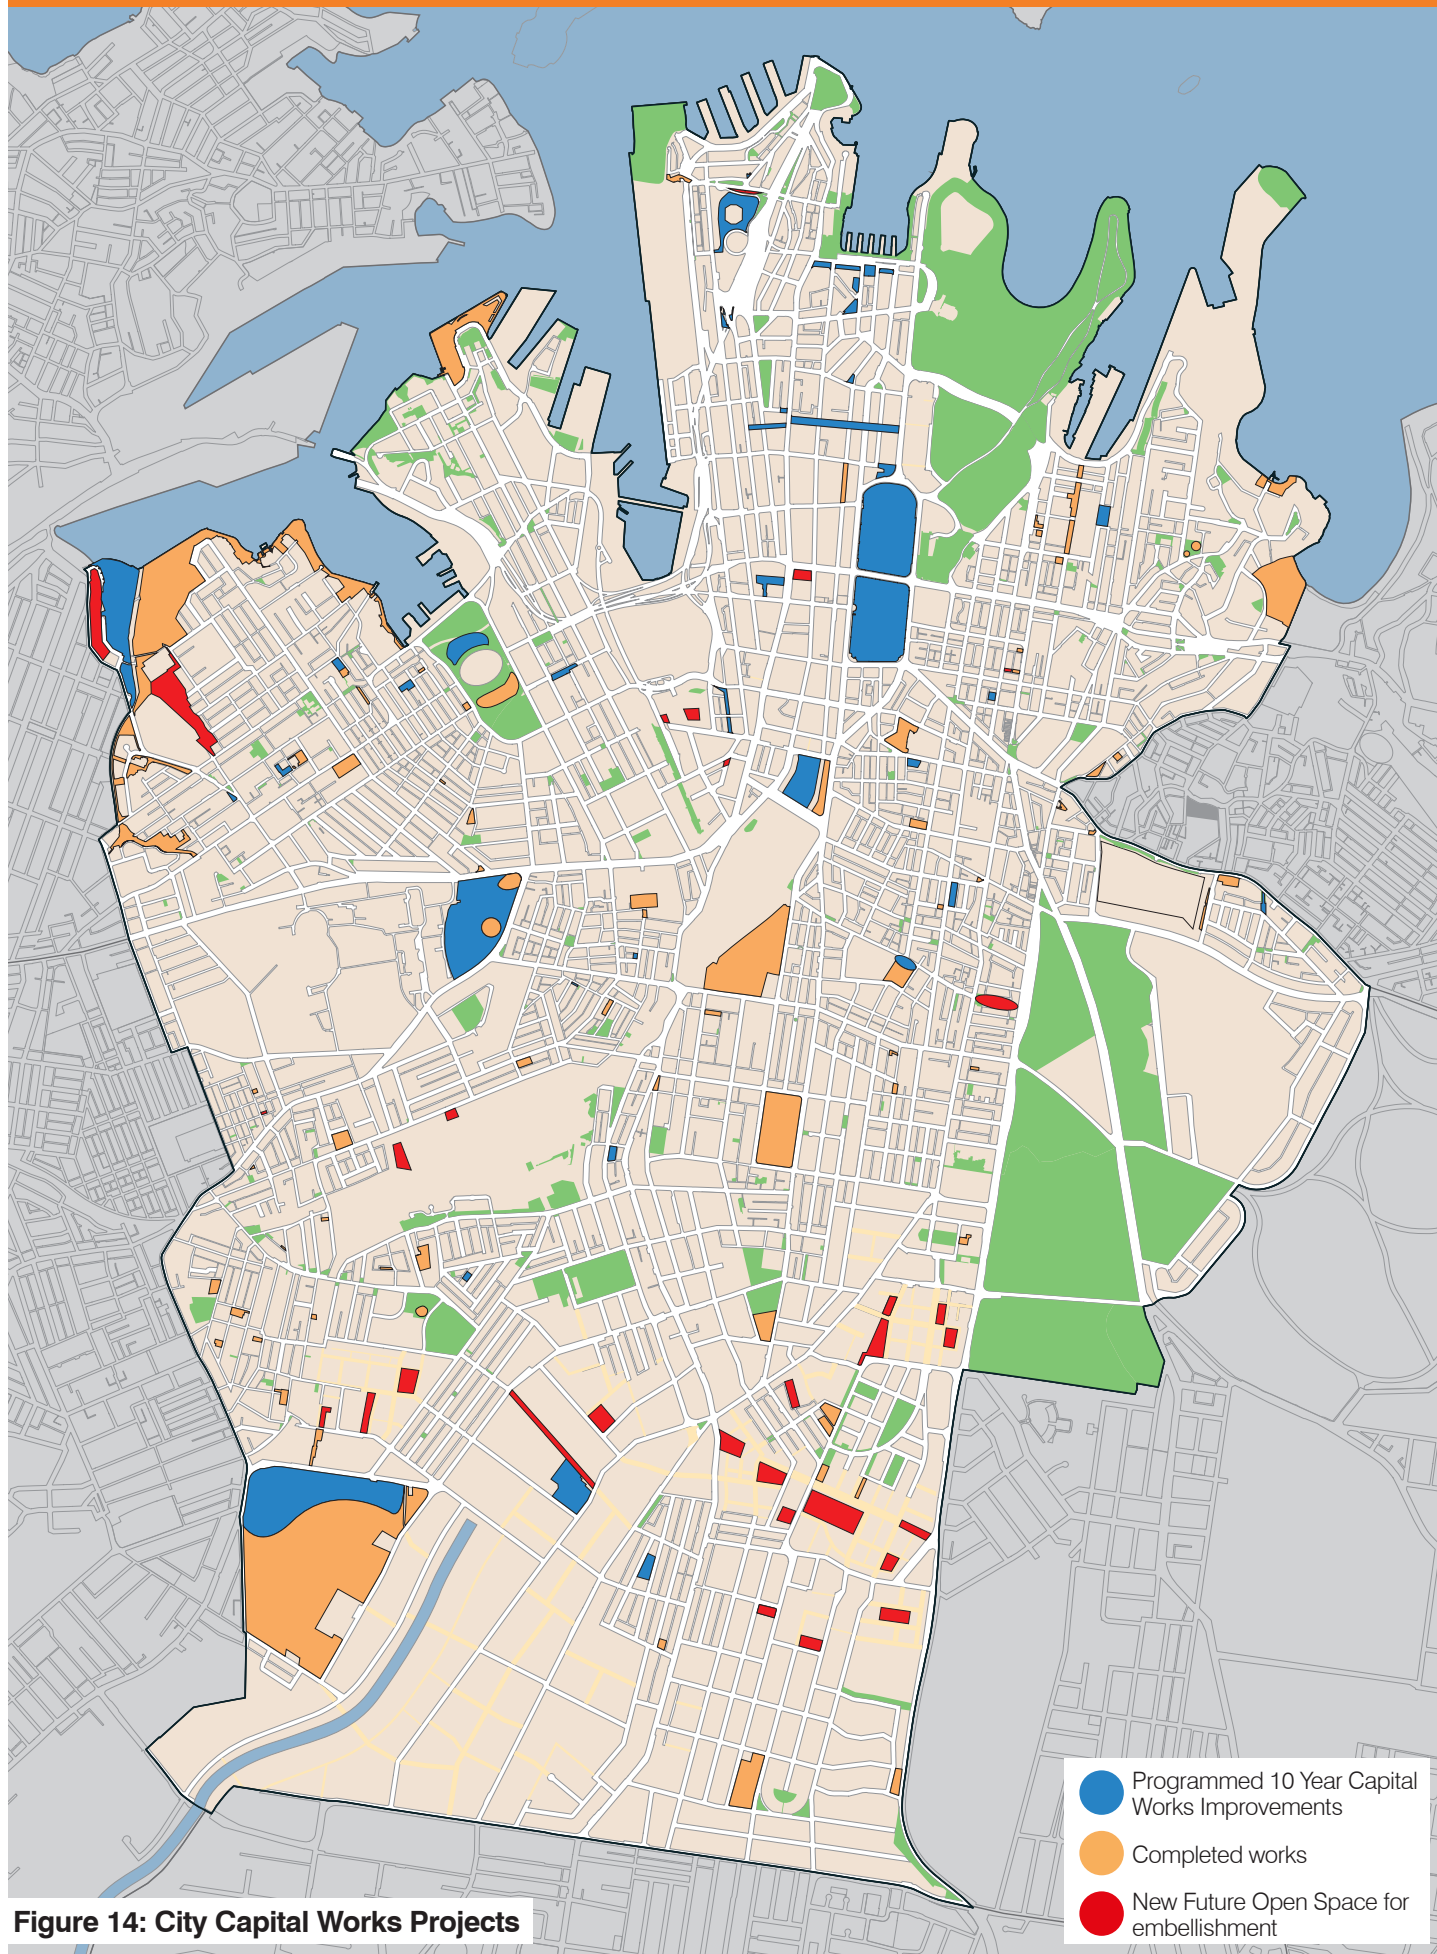 Programmed 10 Year Capital
Works Improvements
Completed works
New Future Open Space for
embellishment
Figure 14: City Capital Works Projects